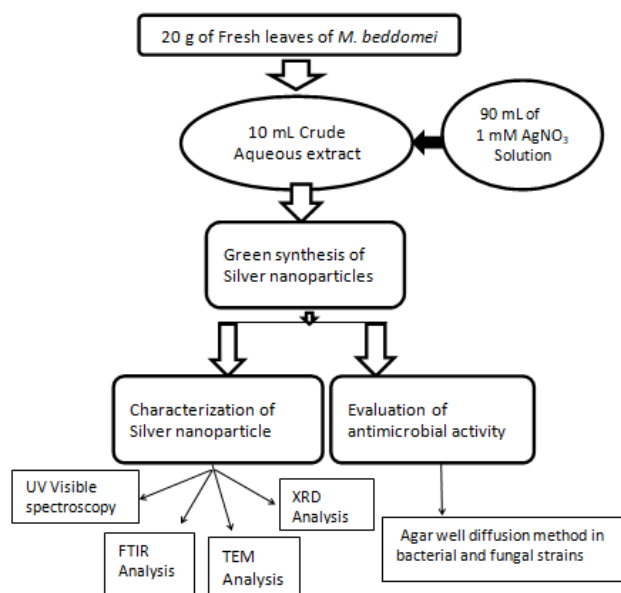 20 g of Fresh leaves of M. beddomei
10 mL Crude
Aqueous extract
90 mL of
1 mM AgNO₃
Solution
Green synthesis of
Silver nanoparticles
Characterization of
Silver nanoparticle
Evaluation of
antimicrobial activity
UV Visible
spectroscopy
FTIR
Analysis
TEM
Analysis
XRD
Analysis
Agar well diffusion method in
bacterial and fungal strains